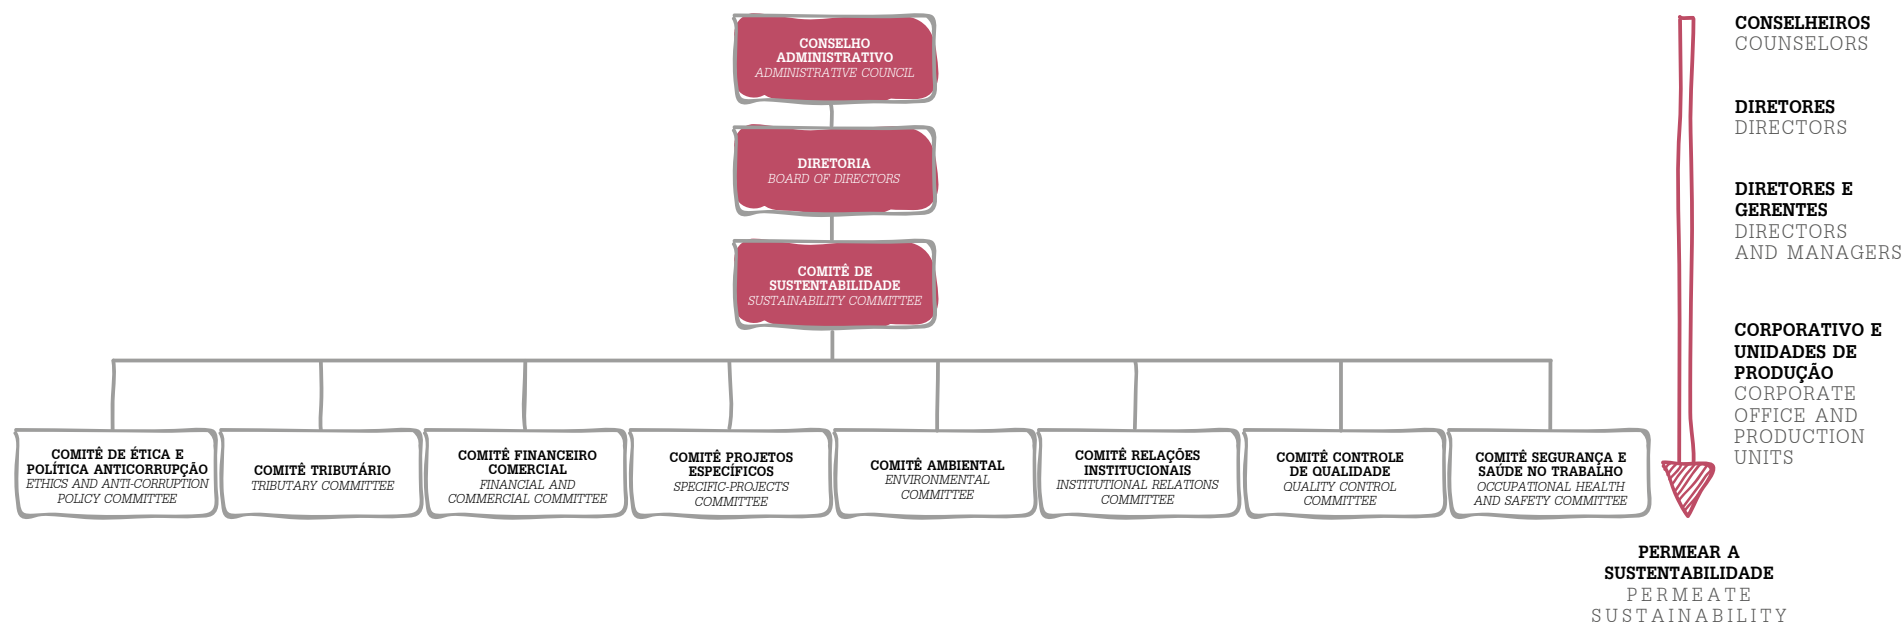 CONSELHO
ADMINISTRATIVO
ADMINISTRATIVE COUNCIL
DIRETORIA
BOARD OF DIRECTORS
COMITÊ DE
SUSTENTABILIDADE
SUSTAINABILITY COMMITTEE
COMITÊ DE ÉTICA E
POLÍTICA ANTICORRUPÇÃO
ETHICS AND ANTI-CORRUPTION
POLICY COMMITTEE
COMITÊ TRIBUTÁRIO
TRIBUTARY COMMITTEE
COMITÊ FINANCEIRO
COMERCIAL
FINANCIAL AND
COMMERCIAL COMMITTEE
COMITÊ PROJETOS
ESPECÍFICOS
SPECIFIC-PROJECTS
COMMITTEE
COMITÊ AMBIENTAL
ENVIRONMENTAL
COMMITTEE
COMITÊ RELAÇÕES
INSTITUCIONAIS
INSTITUTIONAL RELATIONS
COMMITTEE
COMITÊ CONTROLE
DE QUALIDADE
QUALITY CONTROL
COMMITTEE
COMITÊ SEGURANÇA E
SAÚDE NO TRABALHO
OCCUPATIONAL HEALTH
AND SAFETY COMMITTEE
CONSELHEIROS
COUNSELORS
DIRETORES
DIRECTORS
DIRETORES E
GERENTES
DIRECTORS
AND MANAGERS
CORPORATIVO E
UNIDADES DE
PRODUÇÃO
CORPORATE
OFFICE AND
PRODUCTION
UNITS
PERMEAR A
SUSTENTABILIDADE
PERMEATE
SUSTAINABILITY